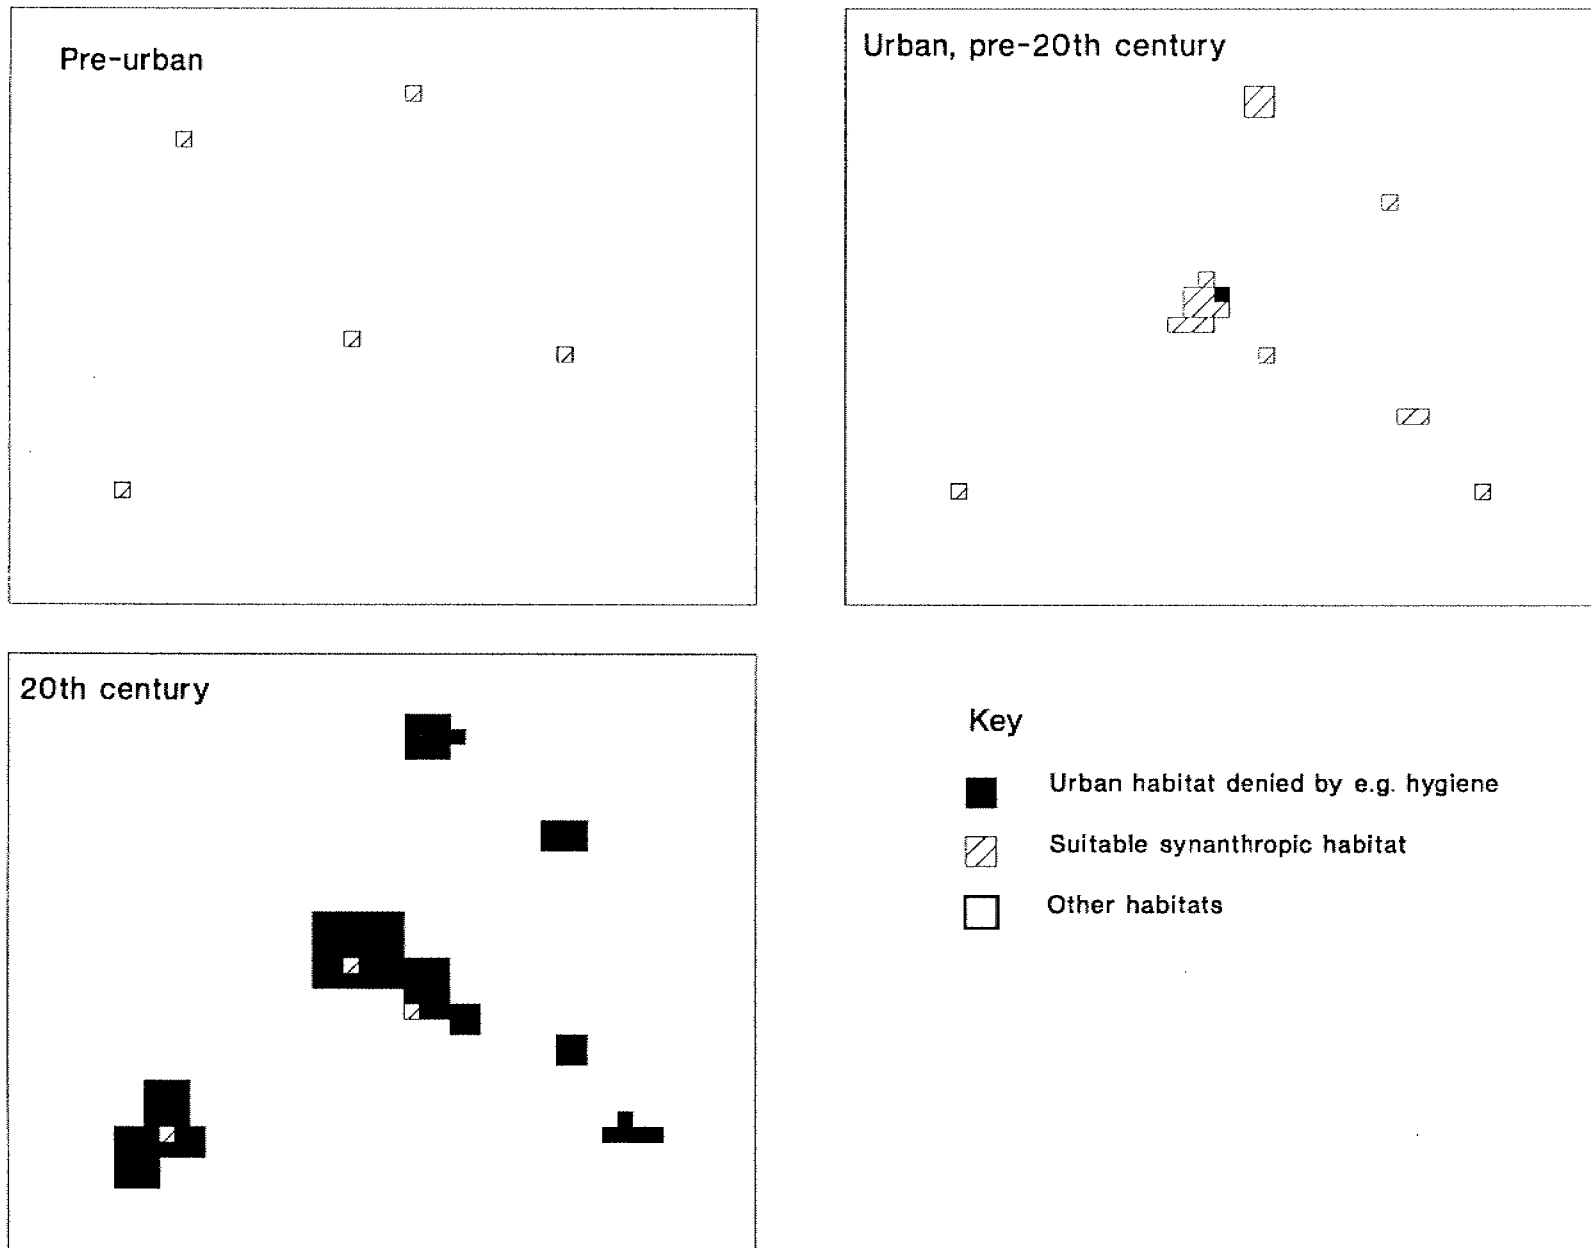 Pre-urban
Urban, pre-20th century
20th century
Key
Urban habitat denied by e.g. hygiene
Suitable synanthropic habitat
Other habitats